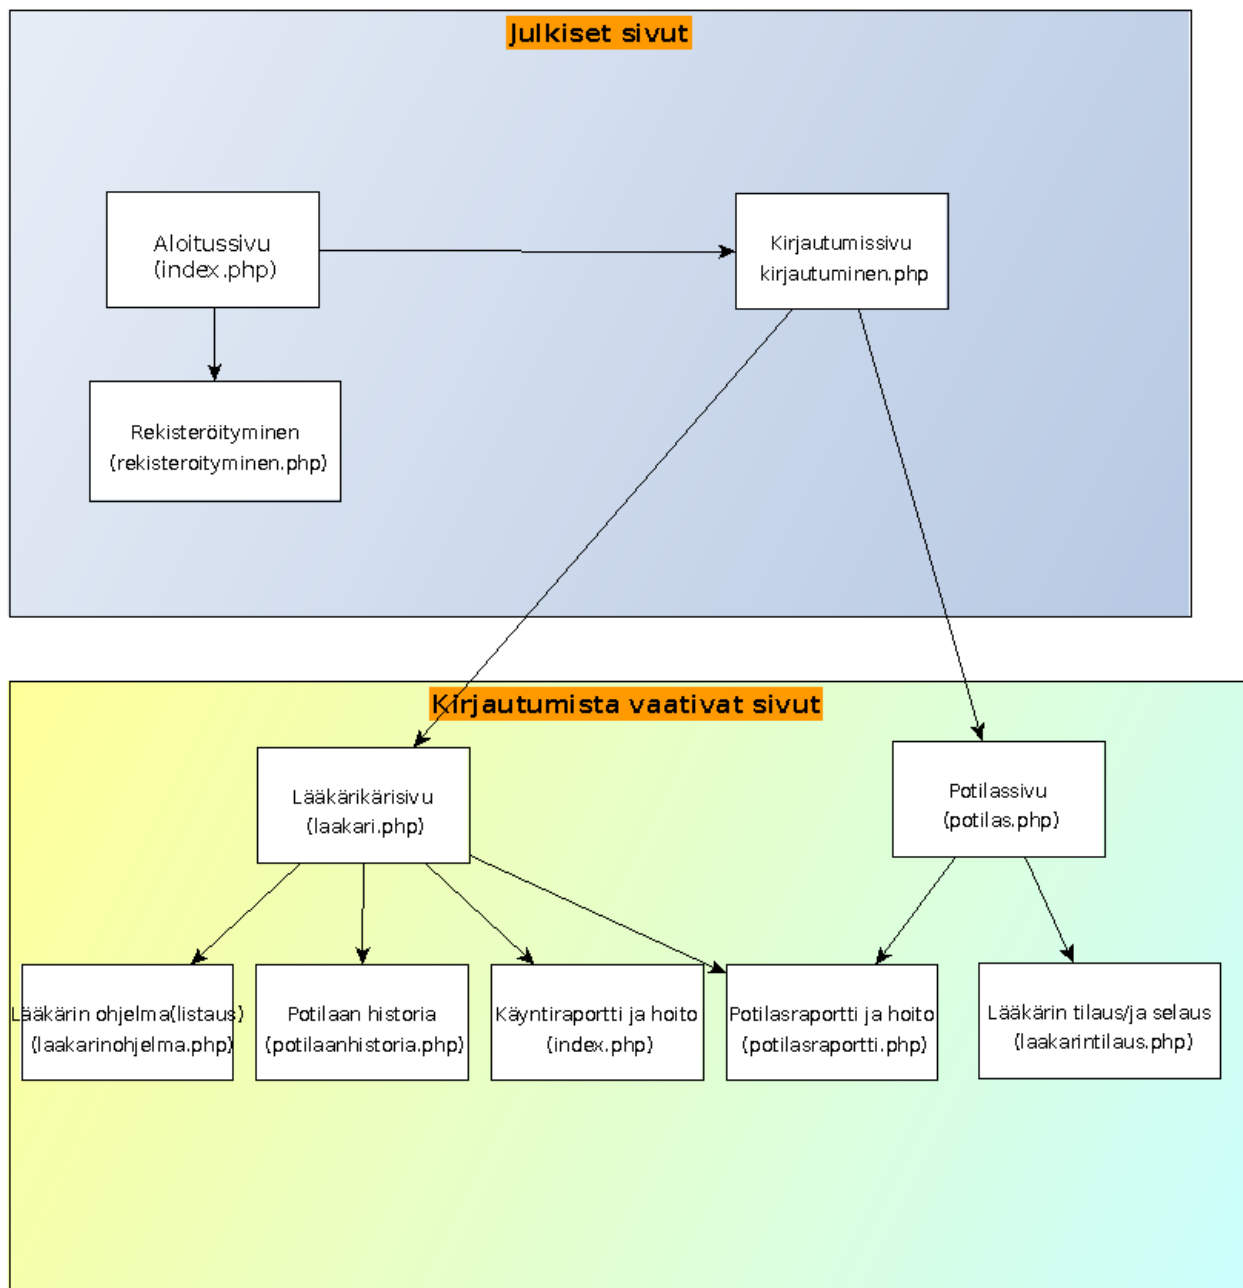 Julkiset sivut
Aloitussivu
(index.php)
Kirjautumissivu
kirjautuminen.php
Rekisteröityminen
(rekisteroityminen.php)
Kirjautumista vaativat sivut
Lääkärikärisivu
(laakari.php)
Potilassivu
(potilas.php)
Lääkärin ohjelma(listaus)
(laakarinohjelma.php)
Potilaan historia
(potilaanhistoria.php)
Käyntiraportti ja hoito
(index.php)
Potilasraportti ja hoito
(potilasraportti.php)
Lääkärin tilaus/ja selaus
(laakarintilaus.php)